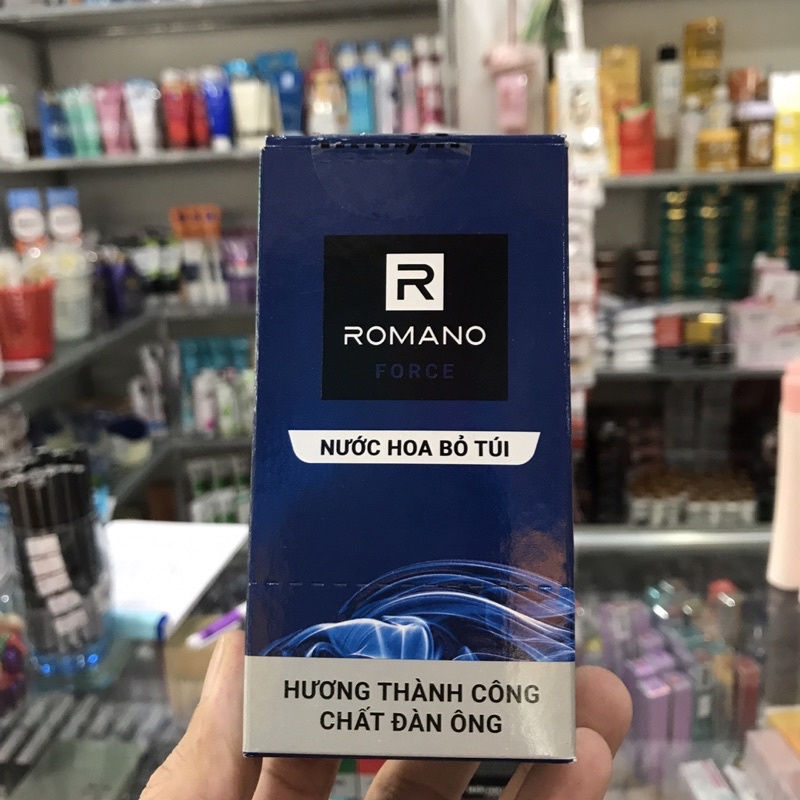 R
ROMANO
FORCE
NƯỚC HOA BỎ TÚI
HƯƠNG THÀNH CÔNG
CHẤT ĐÀN ÔNG